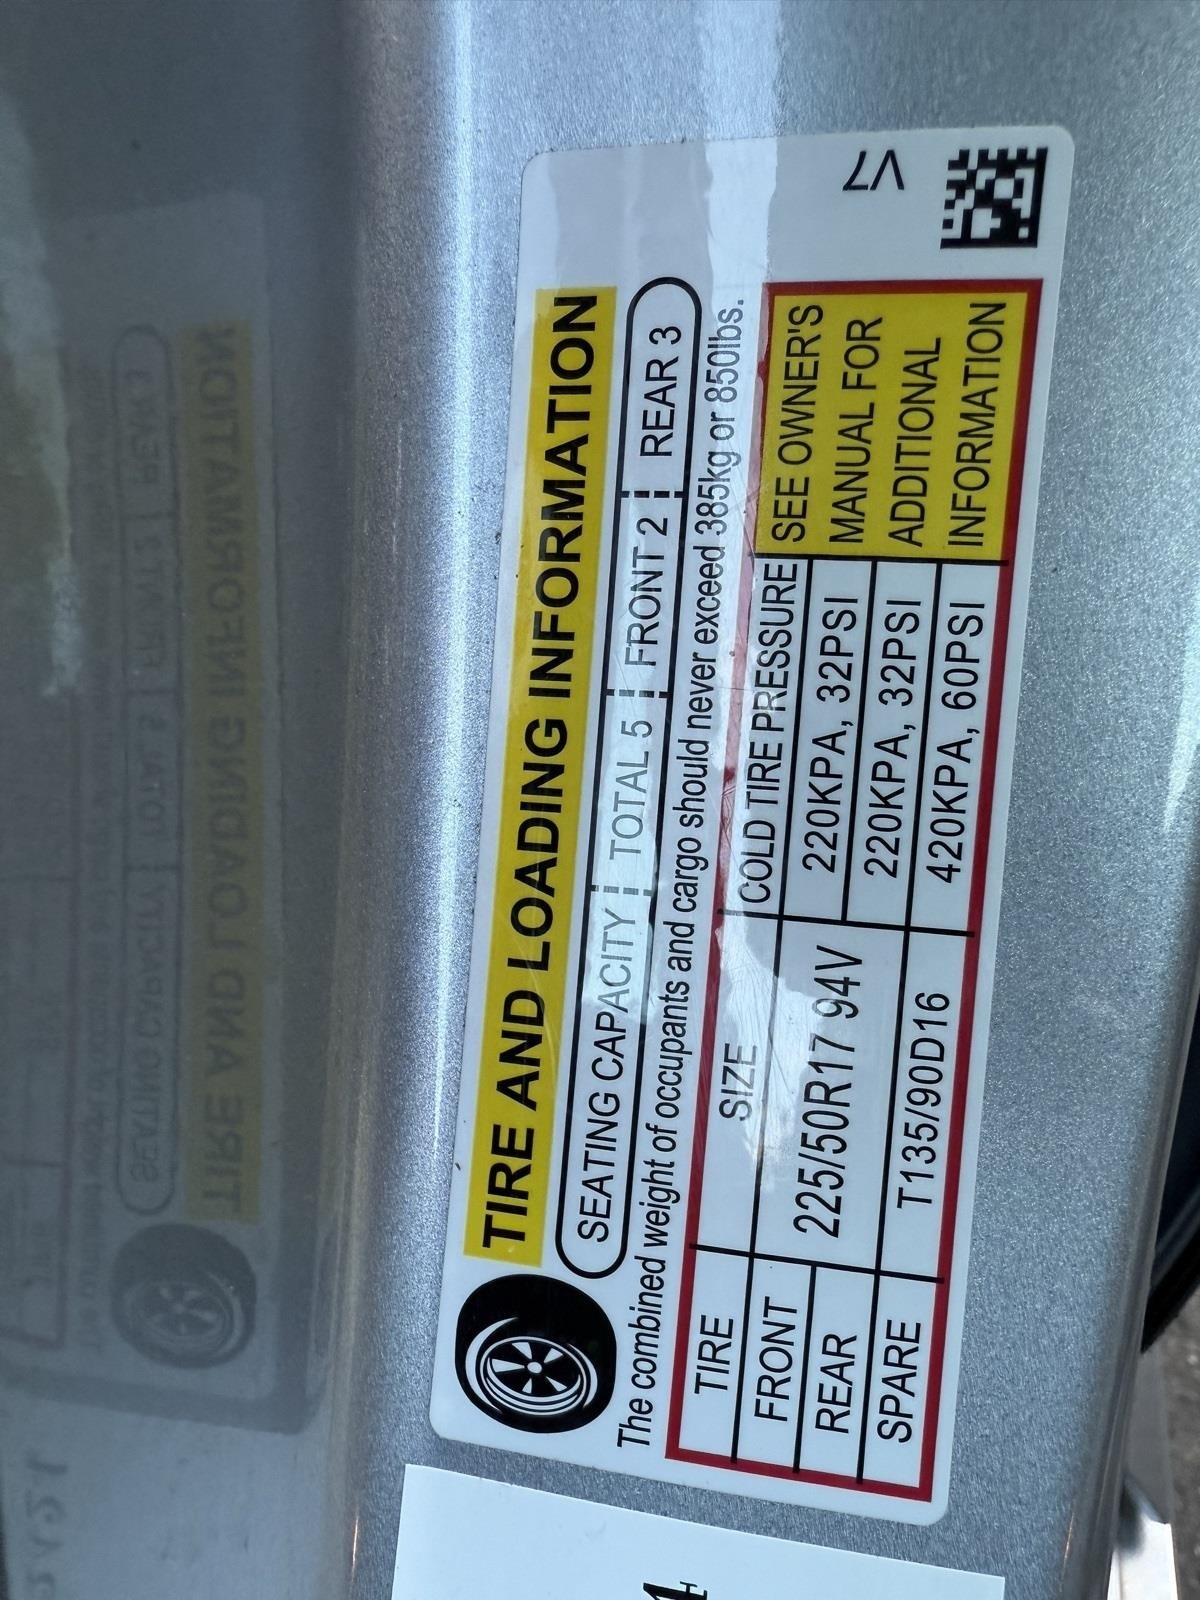 TIRE AND LOADING INFORMATION
SEATING CAPACITY TOTAL 5 FRONT 2 REAR 3
The combined weight of occupants and cargo should never exceed 385kg or 850lbs.
TIRE SIZE COLD TIRE PRESSURE
FRONT 225/50R17 94V 220KPA, 32PSI
REAR 220KPA, 32PSI
SPARE T135/90D16 420KPA, 60PSI
SEE OWNER'S
MANUAL FOR
ADDITIONAL
INFORMATION
V7